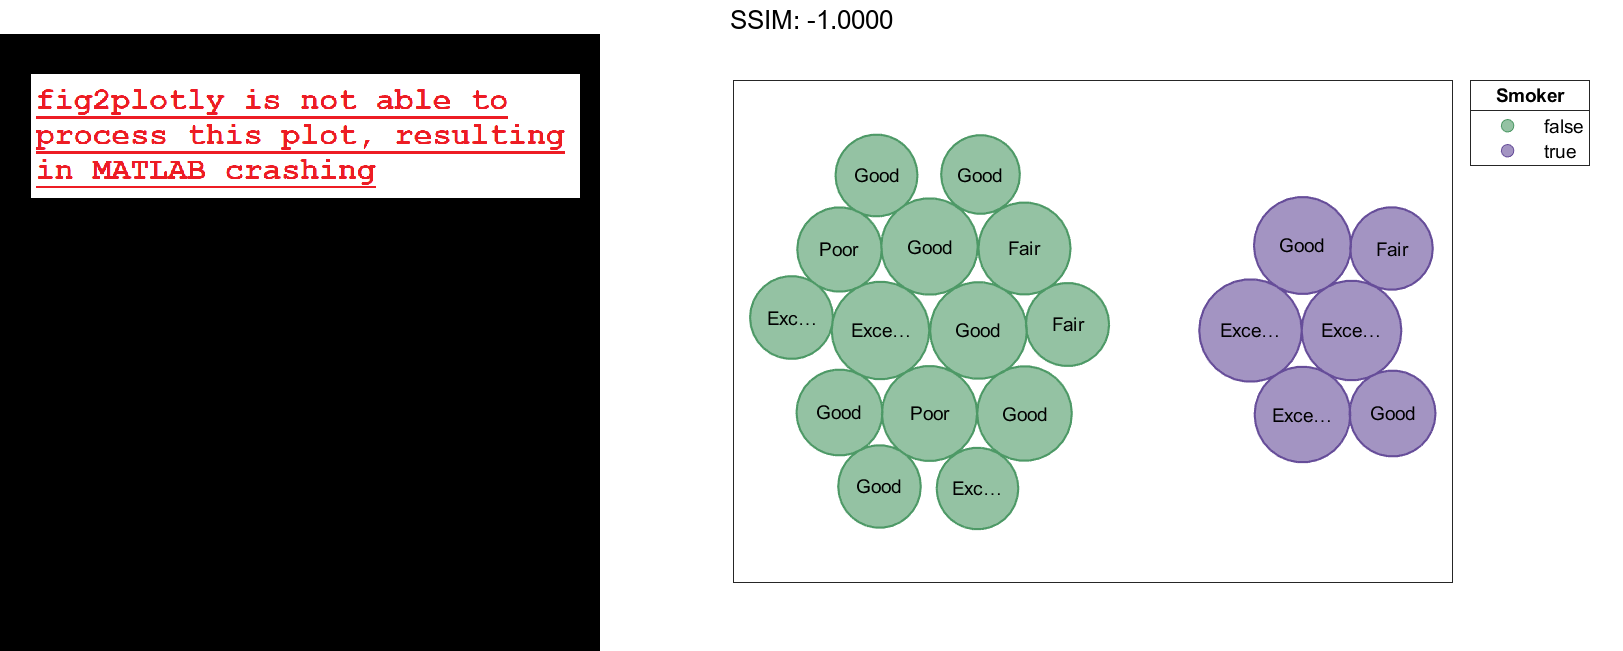 SSIM: -1.0000
fig2plotly is not able to
process this plot, resulting
in MATLAB crashing
Smoker
false
true
Good
Good
Poor
Good
Fair
Exc...
Exce...
Good
Fair
Good
Poor
Good
Good
Exc...
Good
Fair
Exce...
Exce...
Exce...
Good